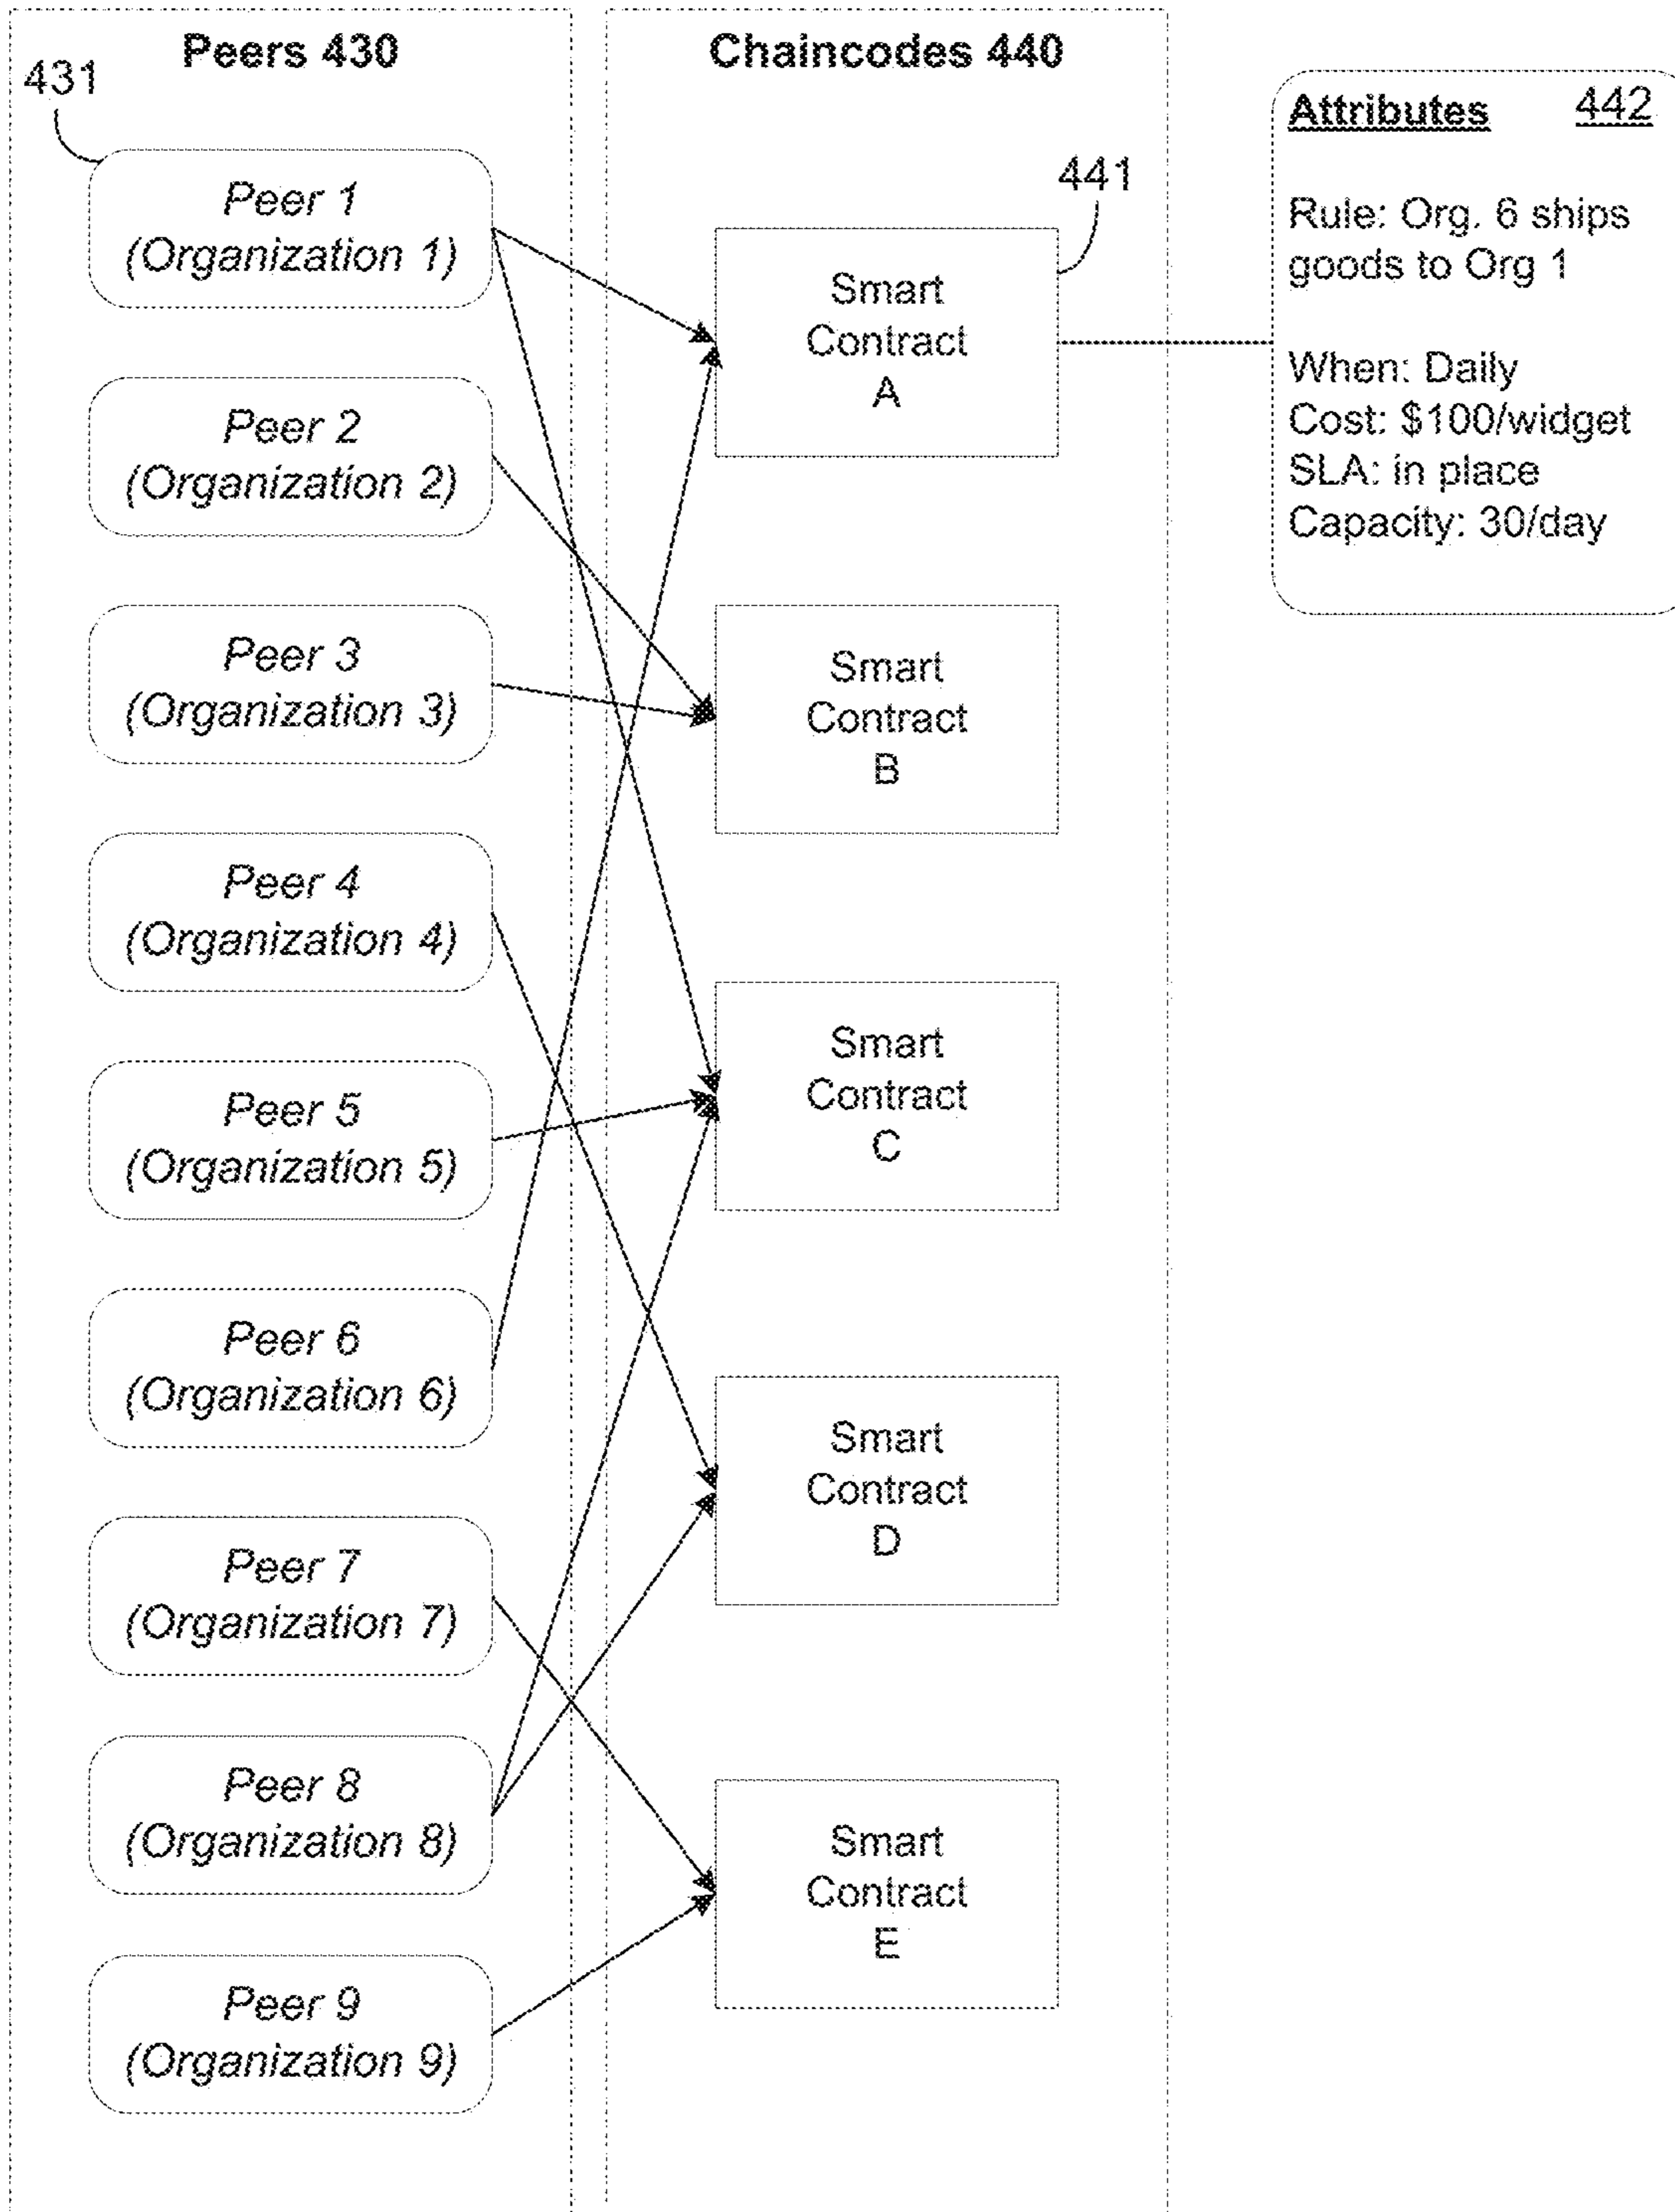 Peers 430
431
Peer 1
(Organization 1)
Peer 2
(Organization 2)
Peer 3
(Organization 3)
Peer 4
(Organization 4)
Peer 5
(Organization 5)
Peer 6
(Organization 6)
Peer 7
(Organization 7)
Peer 8
(Organization 8)
Peer 9
(Organization 9)
Chaincodes 440
441
Smart
Contract
A
Smart
Contract
B
Smart
Contract
C
Smart
Contract
D
Smart
Contract
E
Attributes 442
Rule: Org. 6 ships
goods to Org 1
When: Daily
Cost: $100/widget
SLA: in place
Capacity: 30/day